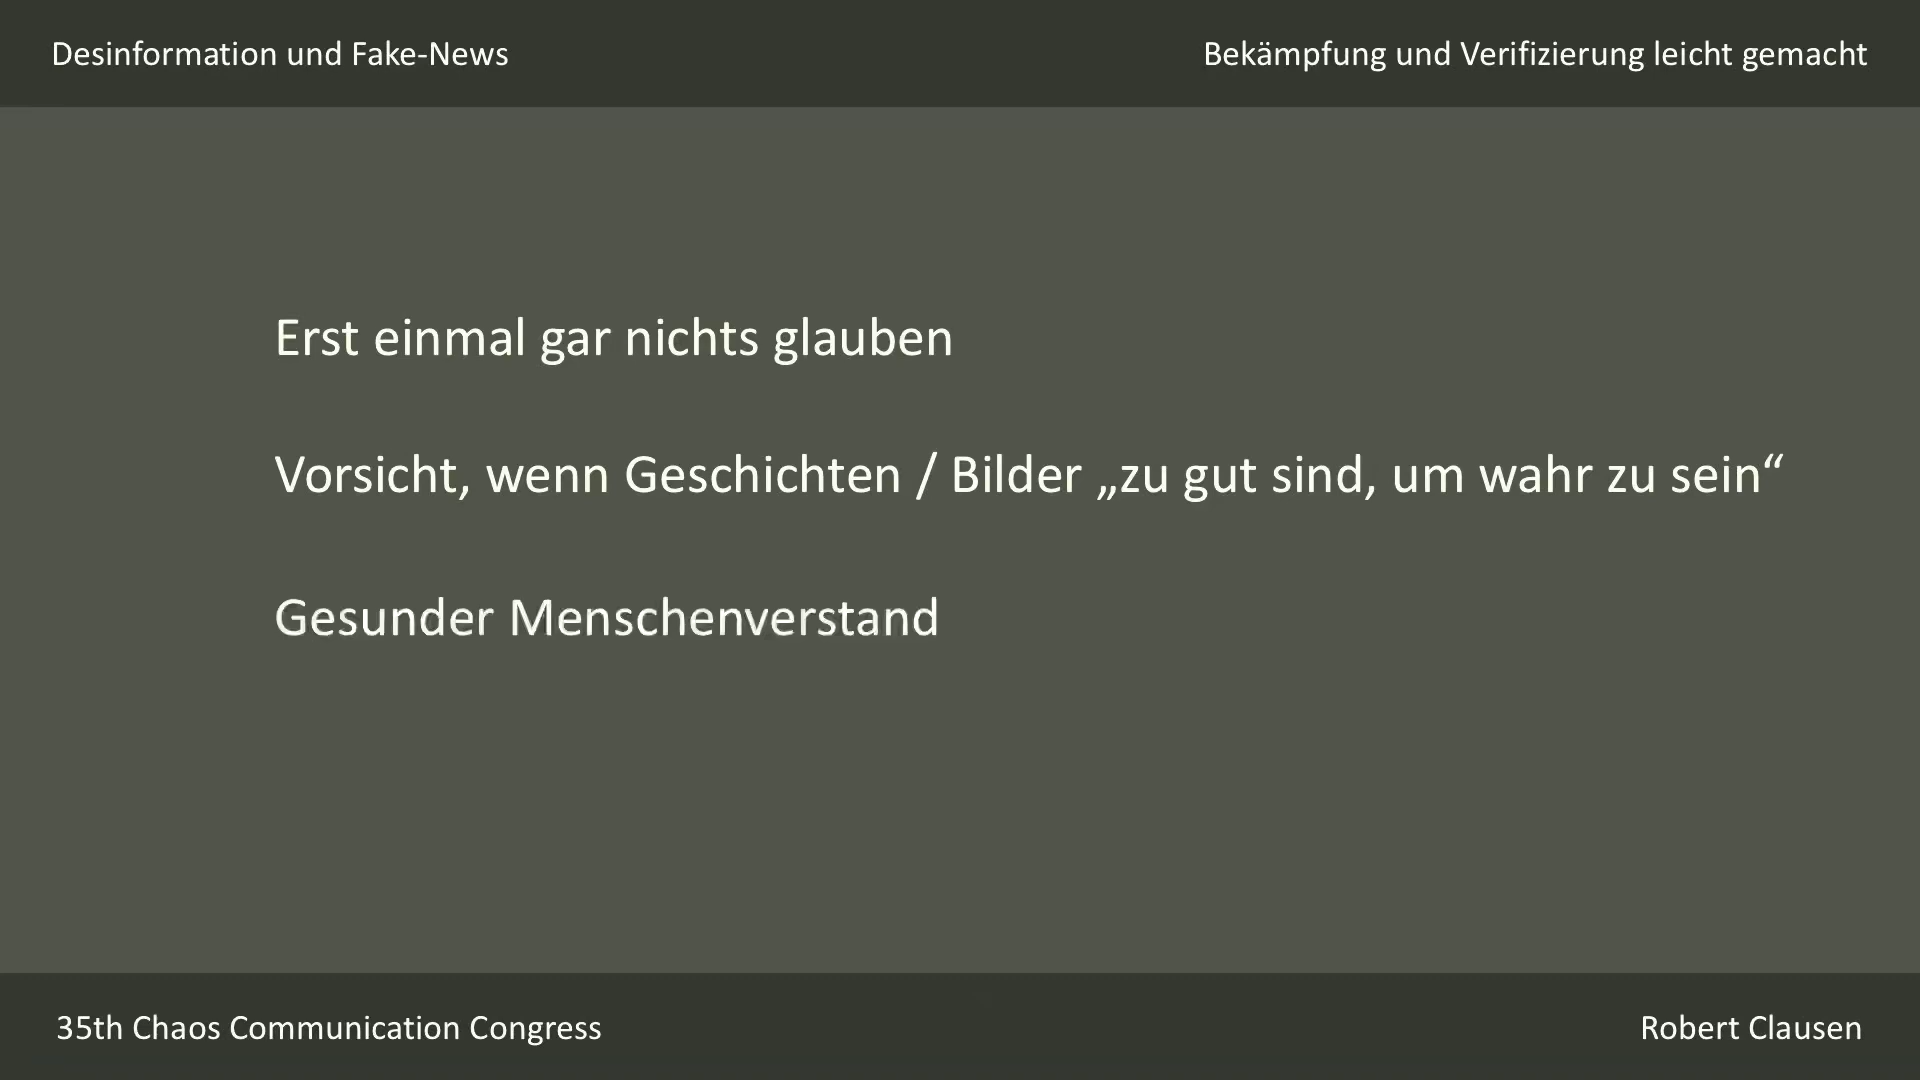 Desinformation und Fake-News
Bekämpfung und Verifizierung leicht gemacht
Erst einmal gar nichts glauben
Vorsicht, wenn Geschichten / Bilder „zu gut sind, um wahr zu sein“
Gesunder Menschenverstand
35th Chaos Communication Congress
Robert Clausen